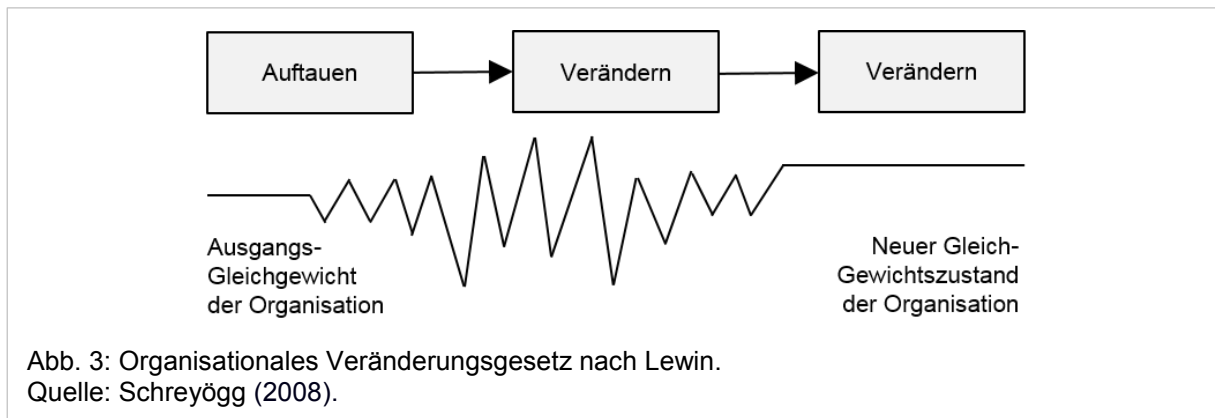 Auftauen
Verändern
Verändern
Ausgangs-
Gleichgewicht
der Organisation
Neuer Gleich-
Gewichtszustand
der Organisation
Abb. 3: Organisationales Veränderungsgesetz nach Lewin.
Quelle: Schreyögg (2008).